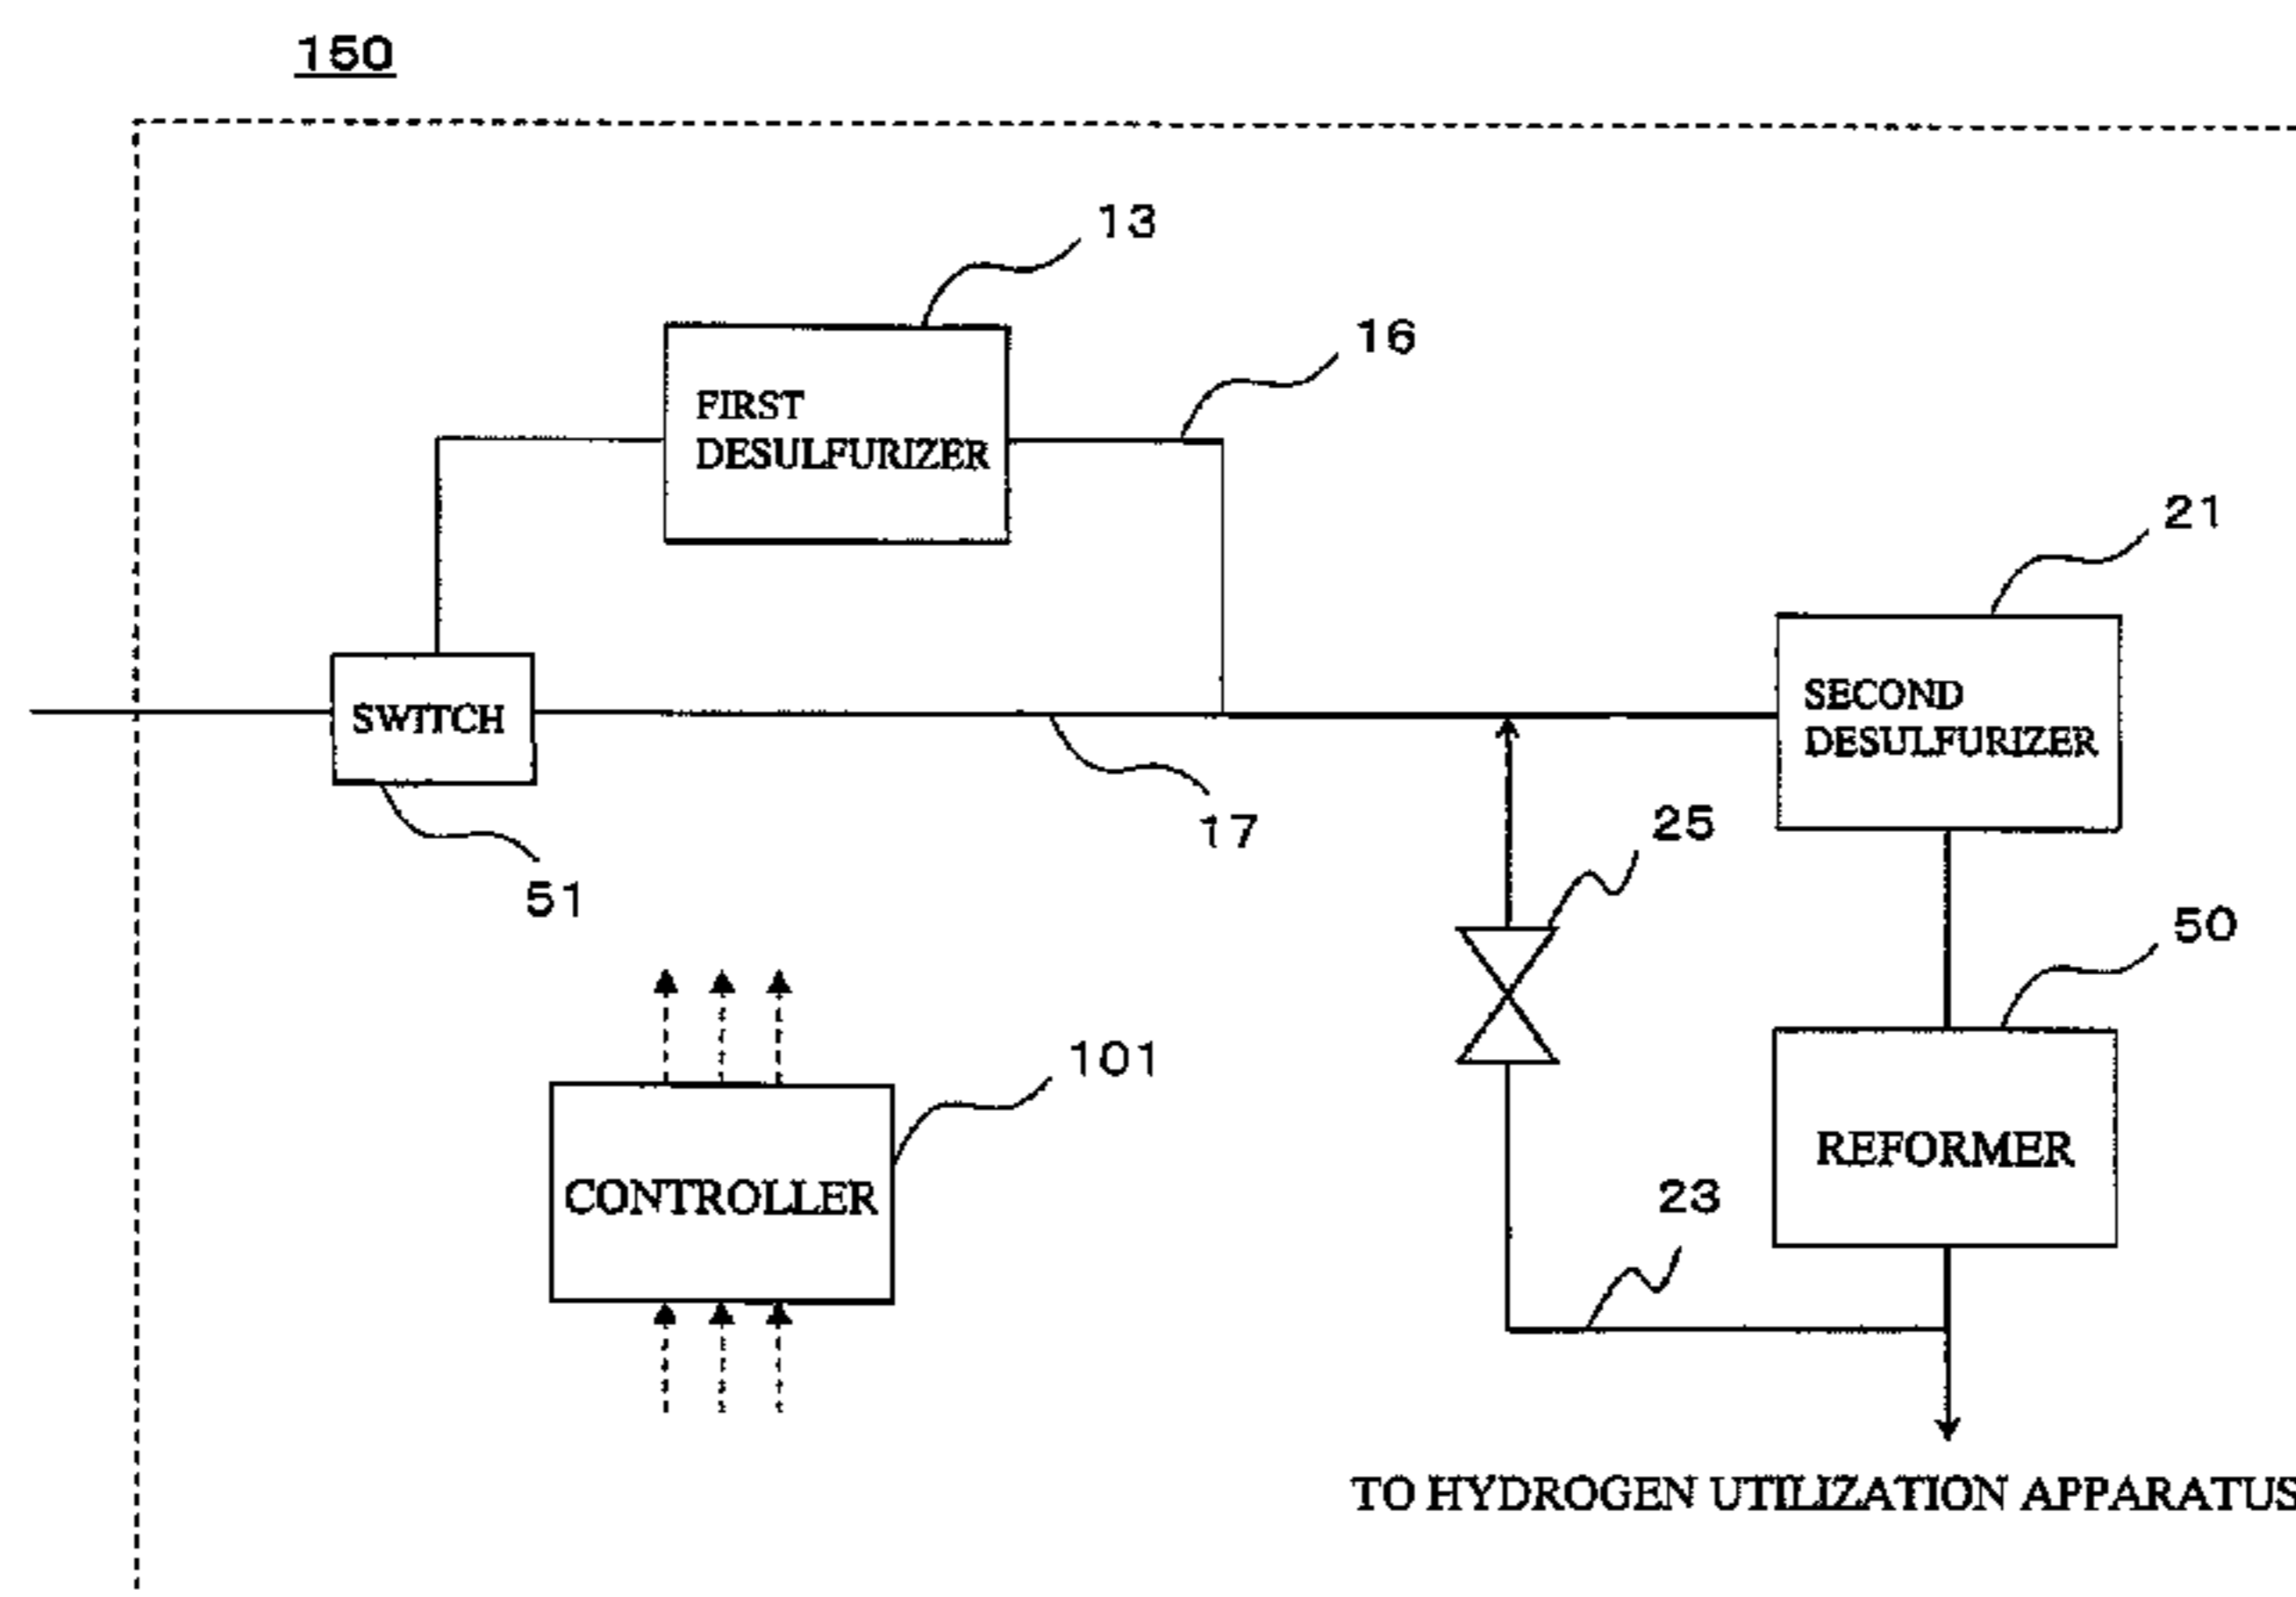 150
13
16
FIRST
DESULFURIZER
21
SECOND
DESULFURIZER
SWITCH
17
25
51
50
101
REFORMER
CONTROLLER
23
TO HYDROGEN UTILIZATION APPARATUS